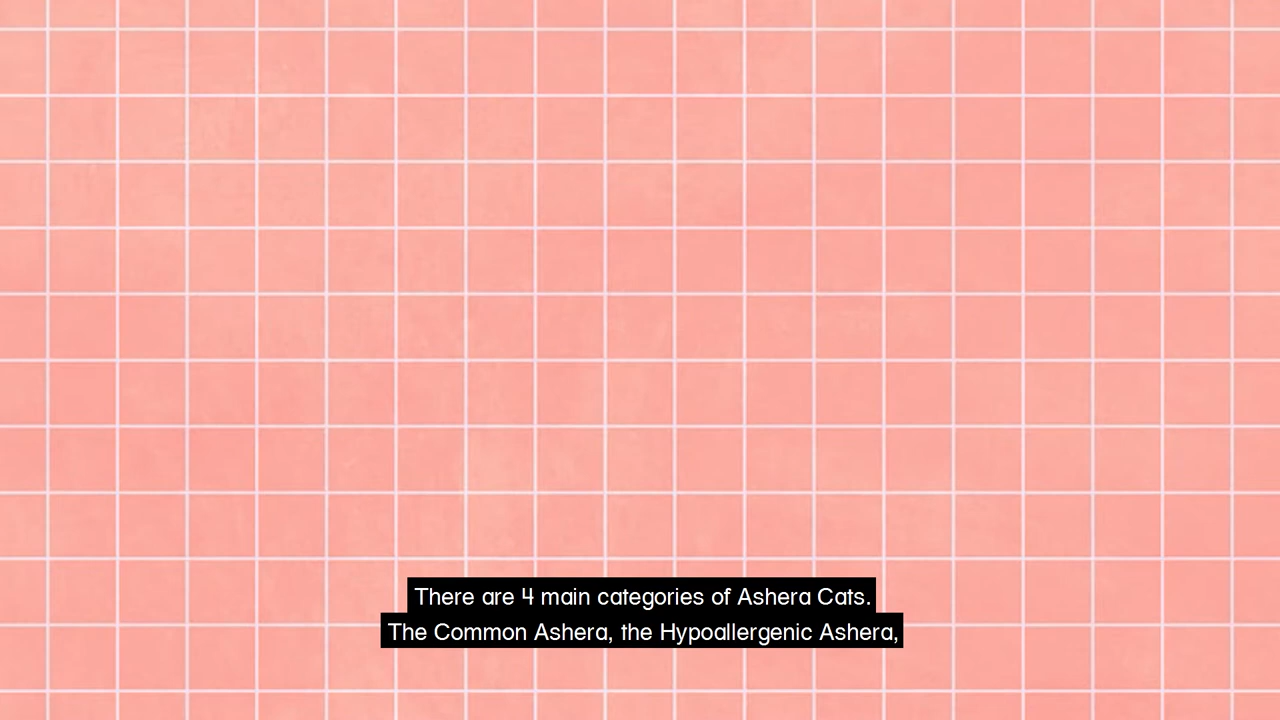 There are 4 main categories of Ashera Cats.
The Common Ashera, the Hypoallergenic Ashera,